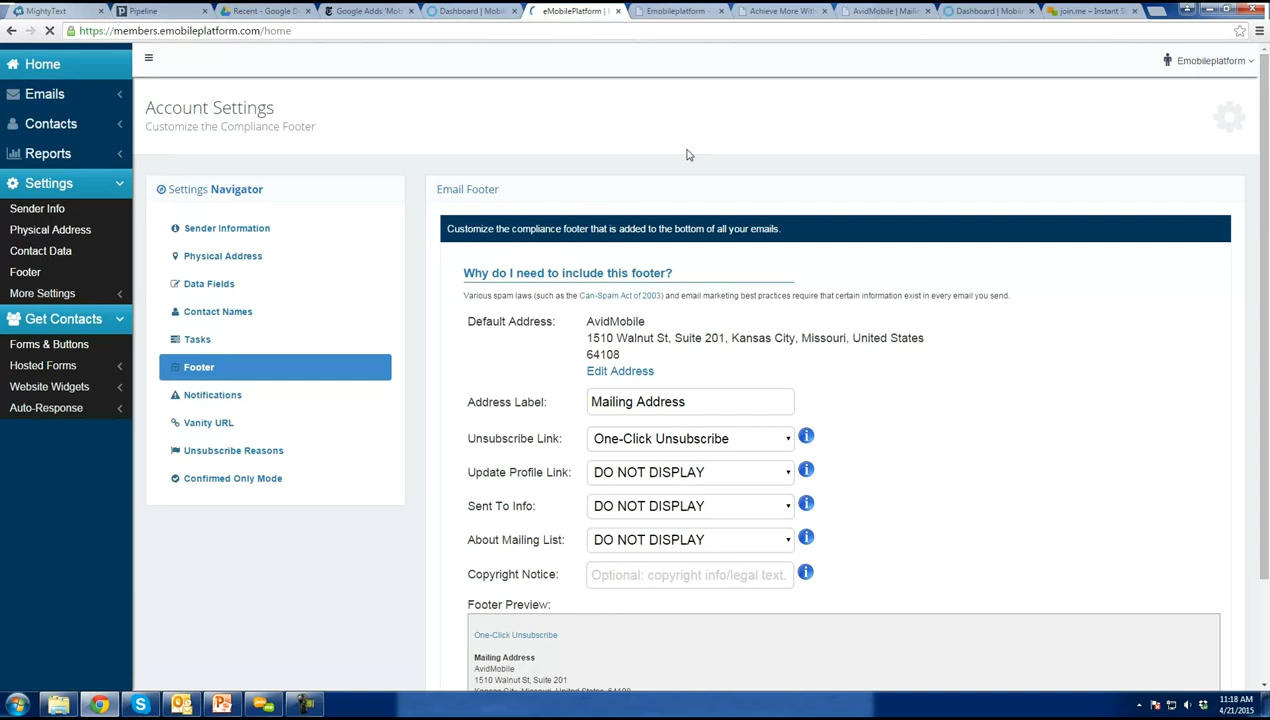 MightyText
Pipeline
Recent - Google D
Google Adds 'Mob
Dashboard | Mobil
eMobilePlatform |
Emobileplatform -
Achieve More With
AvidMobile | Mailin
Dashboard | Mobil
join.me – Instant S
https://members.emobileplatform.com/home
Home
Emails
Contacts
Reports
Settings
Sender Info
Physical Address
Contact Data
Footer
More Settings
Get Contacts
Forms & Buttons
Hosted Forms
Website Widgets
Auto-Response
Emobileplatform
Account Settings
Customize the Compliance Footer
Settings Navigator
Sender Information
Physical Address
Data Fields
Contact Names
Tasks
Footer
Notifications
Vanity URL
Unsubscribe Reasons
Confirmed Only Mode
Email Footer
Customize the compliance footer that is added to the bottom of all your emails.
Why do I need to include this footer?
Various spam laws (such as the Can-Spam Act of 2003) and email marketing best practices require that certain information exist in every email you send.
Default Address: AvidMobile
1510 Walnut St, Suite 201, Kansas City, Missouri, United States
64108
Edit Address
Address Label: Mailing Address
Unsubscribe Link: One-Click Unsubscribe
Update Profile Link: DO NOT DISPLAY
Sent To Info: DO NOT DISPLAY
About Mailing List: DO NOT DISPLAY
Copyright Notice: Optional: copyright info/legal text.
Footer Preview:
One-Click Unsubscribe
Mailing Address
AvidMobile
1510 Walnut St, Suite 201
Kansas City, Missouri, United States, 64108
11:18 AM
4/21/2015